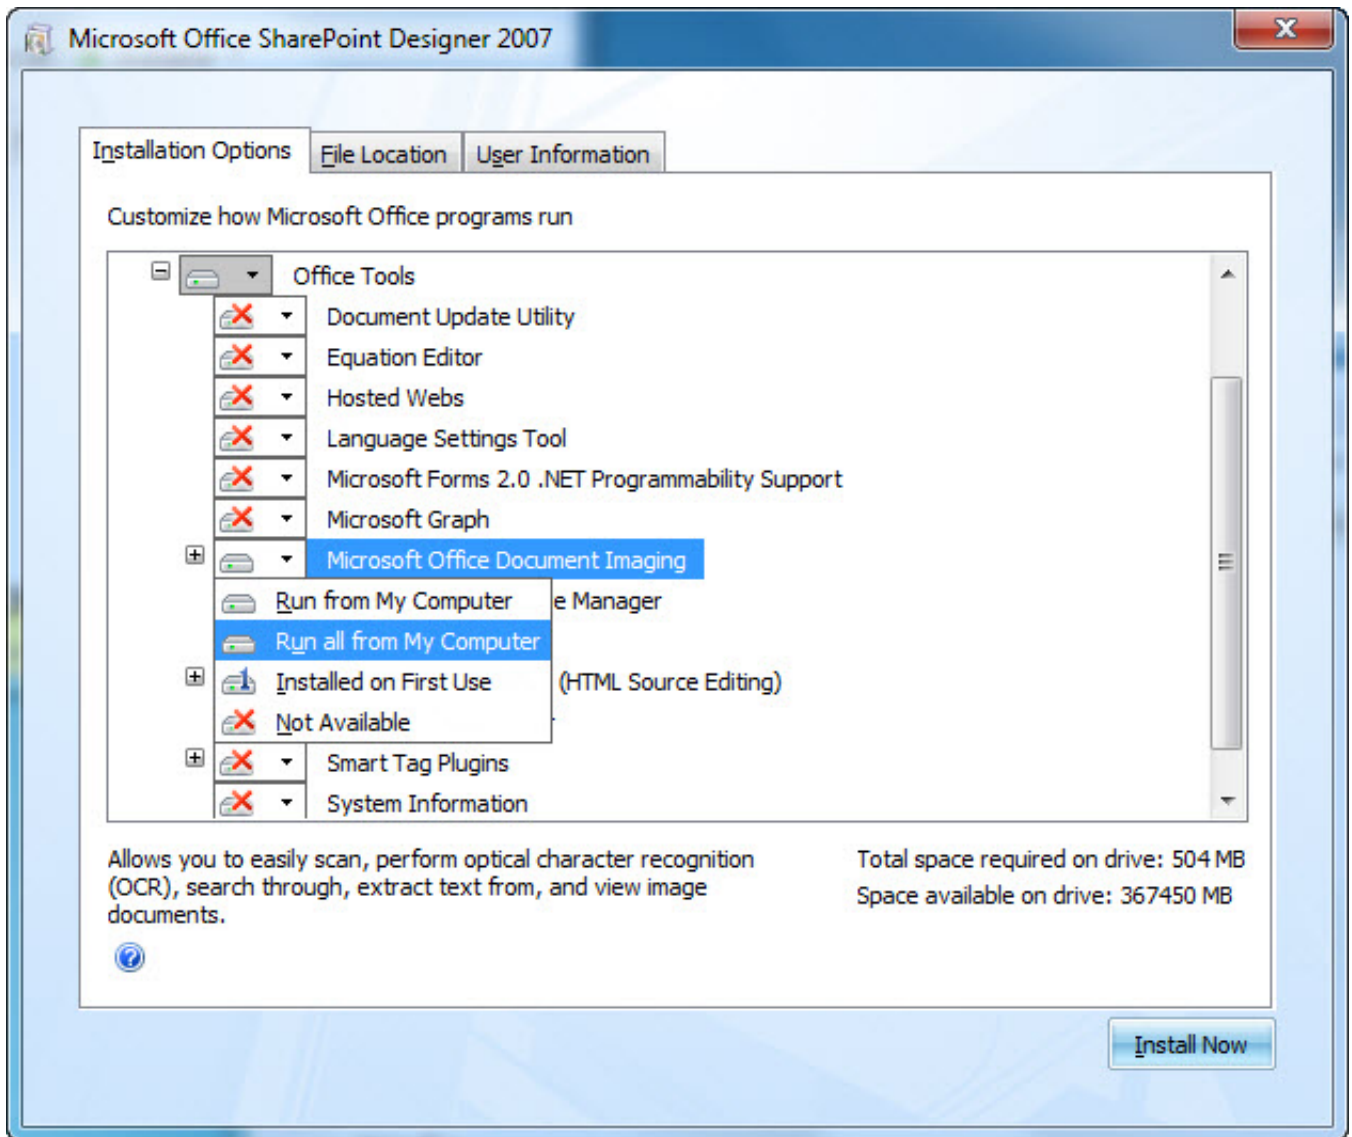 Microsoft Office SharePoint Designer 2007
Installation Options File Location User Information
Customize how Microsoft Office programs run
Office Tools
Document Update Utility
Equation Editor
Hosted Webs
Language Settings Tool
Microsoft Forms 2.0 .NET Programmability Support
Microsoft Graph
Microsoft Office Document Imaging
Run from My Computer e Manager
Run all from My Computer
Installed on First Use (HTML Source Editing)
Not Available
Smart Tag Plugins
System Information
Allows you to easily scan, perform optical character recognition
(OCR), search through, extract text from, and view image
documents.
Total space required on drive: 504 MB
Space available on drive: 367450 MB
Install Now